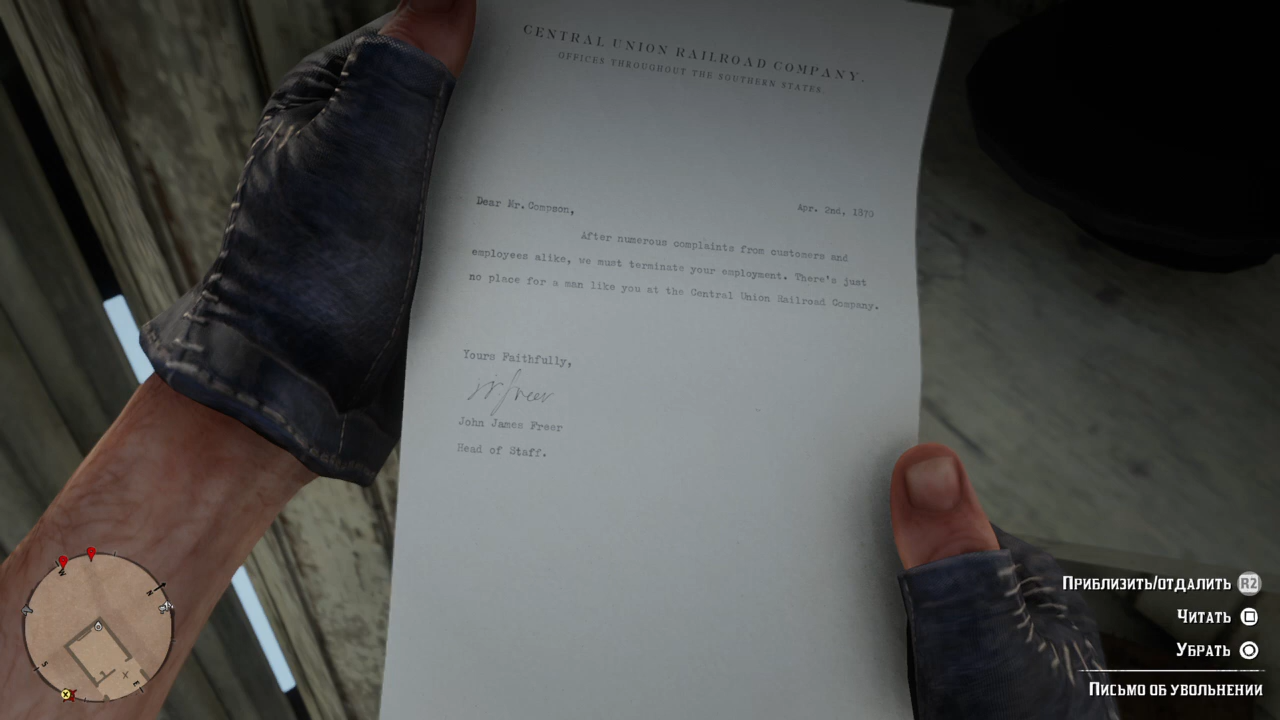 CENTRAL UNION RAILROAD COMPANY.
OFFICES THROUGHOUT THE SOUTHERN STATES.
Dear Mr. Compson,
Apr. 2nd, 1870
After numerous complaints from customers and
employees alike, we must terminate your employment. There's just
no place for a man like you at the Central Union Railroad Company.
Yours Faithfully,
John James Freer
Head of Staff.
Приблизить/отдалить R2
Читать
Убрать
Письмо об увольнении